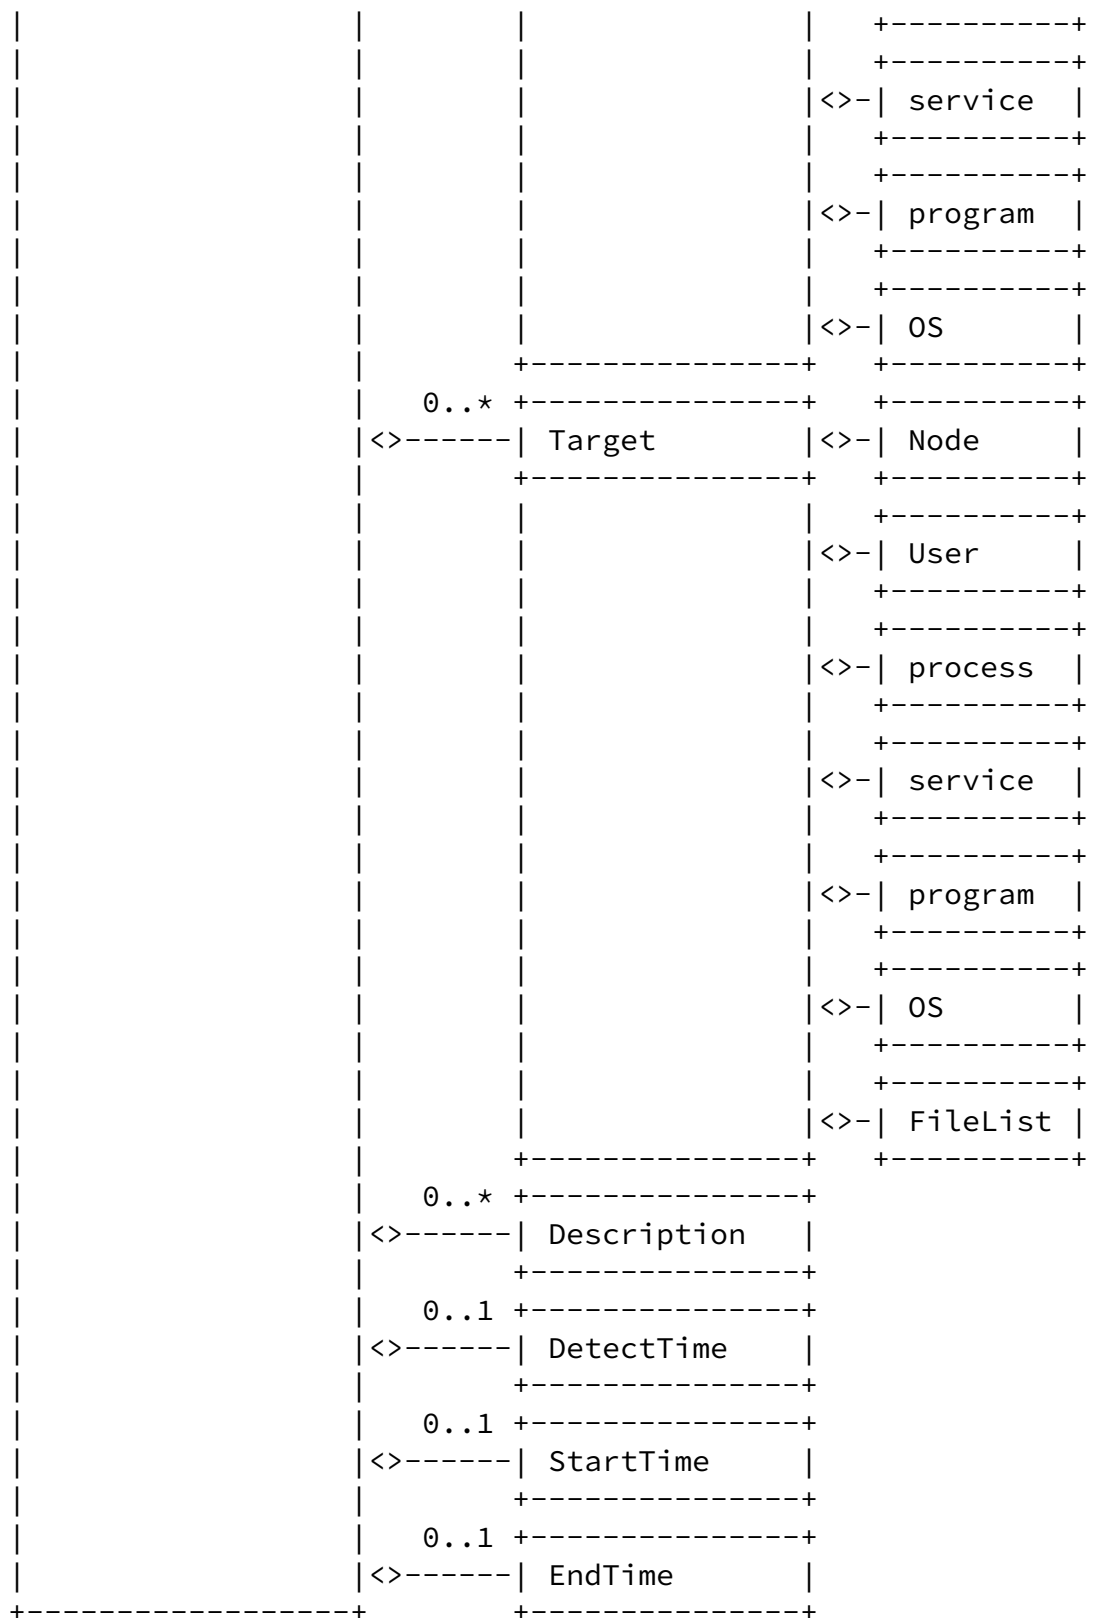 |                  |        |               |   +----------+
|                  |        |               |   +----------+
|                  |        |               |<>-| service  |
|                  |        |               |   +----------+
|                  |        |               |   +----------+
|                  |        |               |<>-| program  |
|                  |        |               |   +----------+
|                  |        |               |   +----------+
|                  |        |               |<>-| OS       |
|                  |        +---------------+   +----------+
|                  |   0..* +---------------+   +----------+
|                  |<>------| Target        |<>-| Node     |
|                  |        +---------------+   +----------+
|                  |        |               |   +----------+
|                  |        |               |<>-| User     |
|                  |        |               |   +----------+
|                  |        |               |   +----------+
|                  |        |               |<>-| process  |
|                  |        |               |   +----------+
|                  |        |               |   +----------+
|                  |        |               |<>-| service  |
|                  |        |               |   +----------+
|                  |        |               |   +----------+
|                  |        |               |<>-| program  |
|                  |        |               |   +----------+
|                  |        |               |   +----------+
|                  |        |               |<>-| OS       |
|                  |        |               |   +----------+
|                  |        |               |   +----------+
|                  |        |               |<>-| FileList |
|                  |        +---------------+   +----------+
|                  |   0..* +---------------+
|                  |<>------| Description   |
|                  |        +---------------+
|                  |   0..1 +---------------+
|                  |<>------| DetectTime    |
|                  |        +---------------+
|                  |   0..1 +---------------+
|                  |<>------| StartTime     |
|                  |        +---------------+
|                  |   0..1 +---------------+
|                  |<>------| EndTime       |
+------------------+        +---------------+